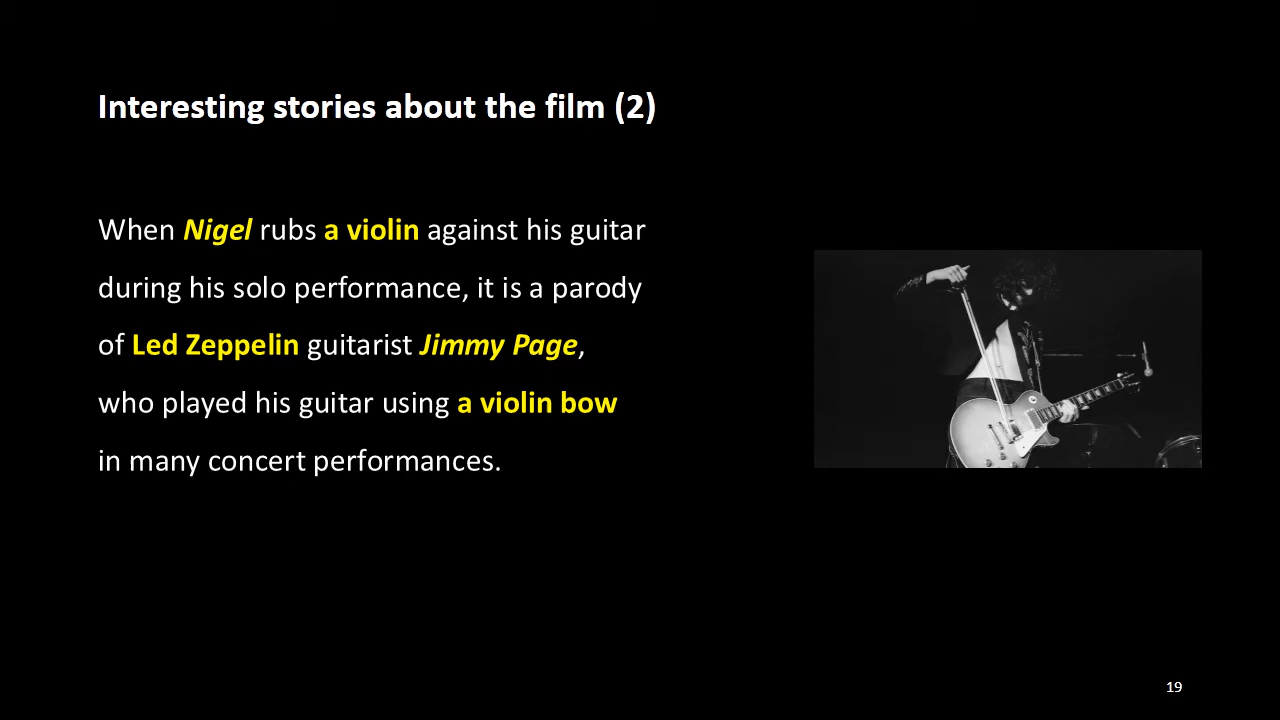 Interesting stories about the film (2)
When Nigel rubs a violin against his guitar
during his solo performance, it is a parody
of Led Zeppelin guitarist Jimmy Page,
who played his guitar using a violin bow
in many concert performances.
19